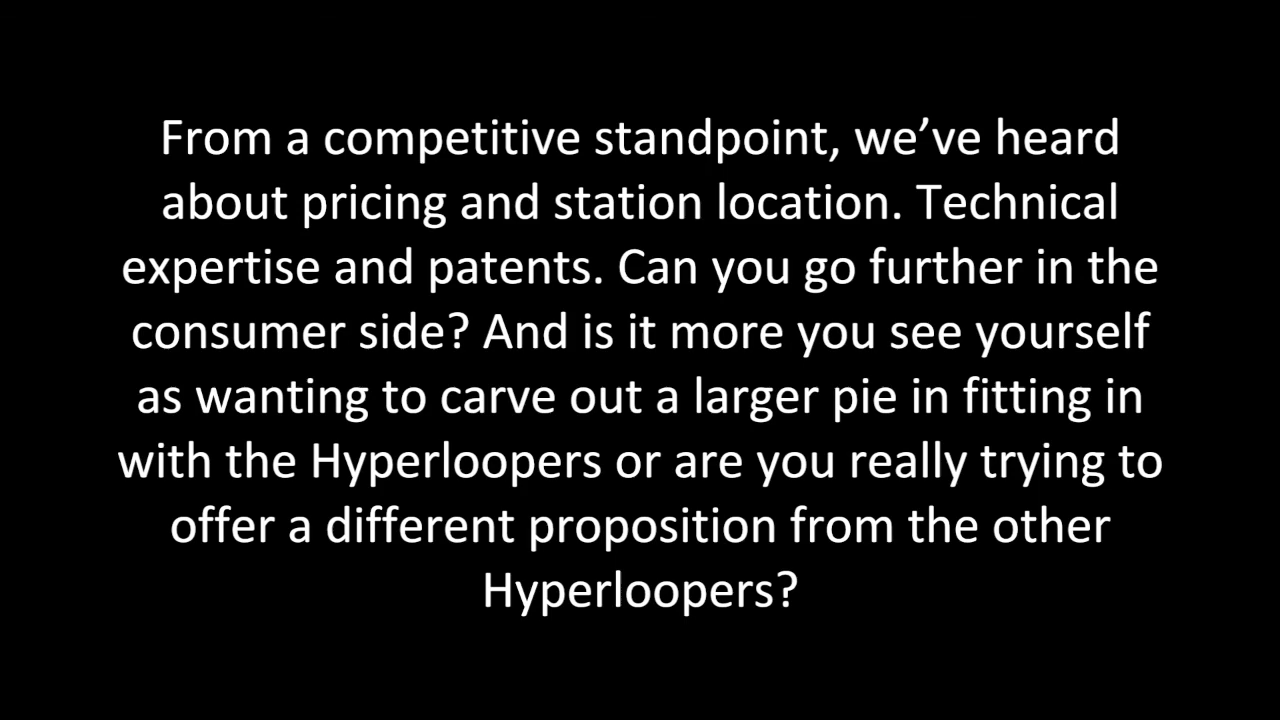 From a competitive standpoint, we’ve heard
about pricing and station location. Technical
expertise and patents. Can you go further in the
consumer side? And is it more you see yourself
as wanting to carve out a larger pie in fitting in
with the Hyperloopers or are you really trying to
offer a different proposition from the other
Hyperloopers?